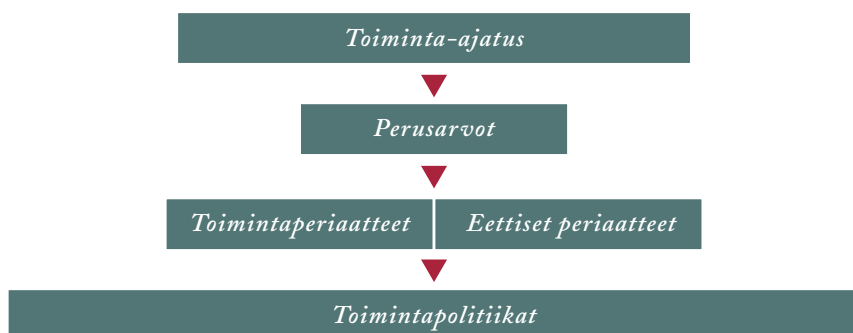 Toiminta-ajatus
Perusarvot
Toimintaperiaatteet
Eettiset periaatteet
Toimintapolitiikat